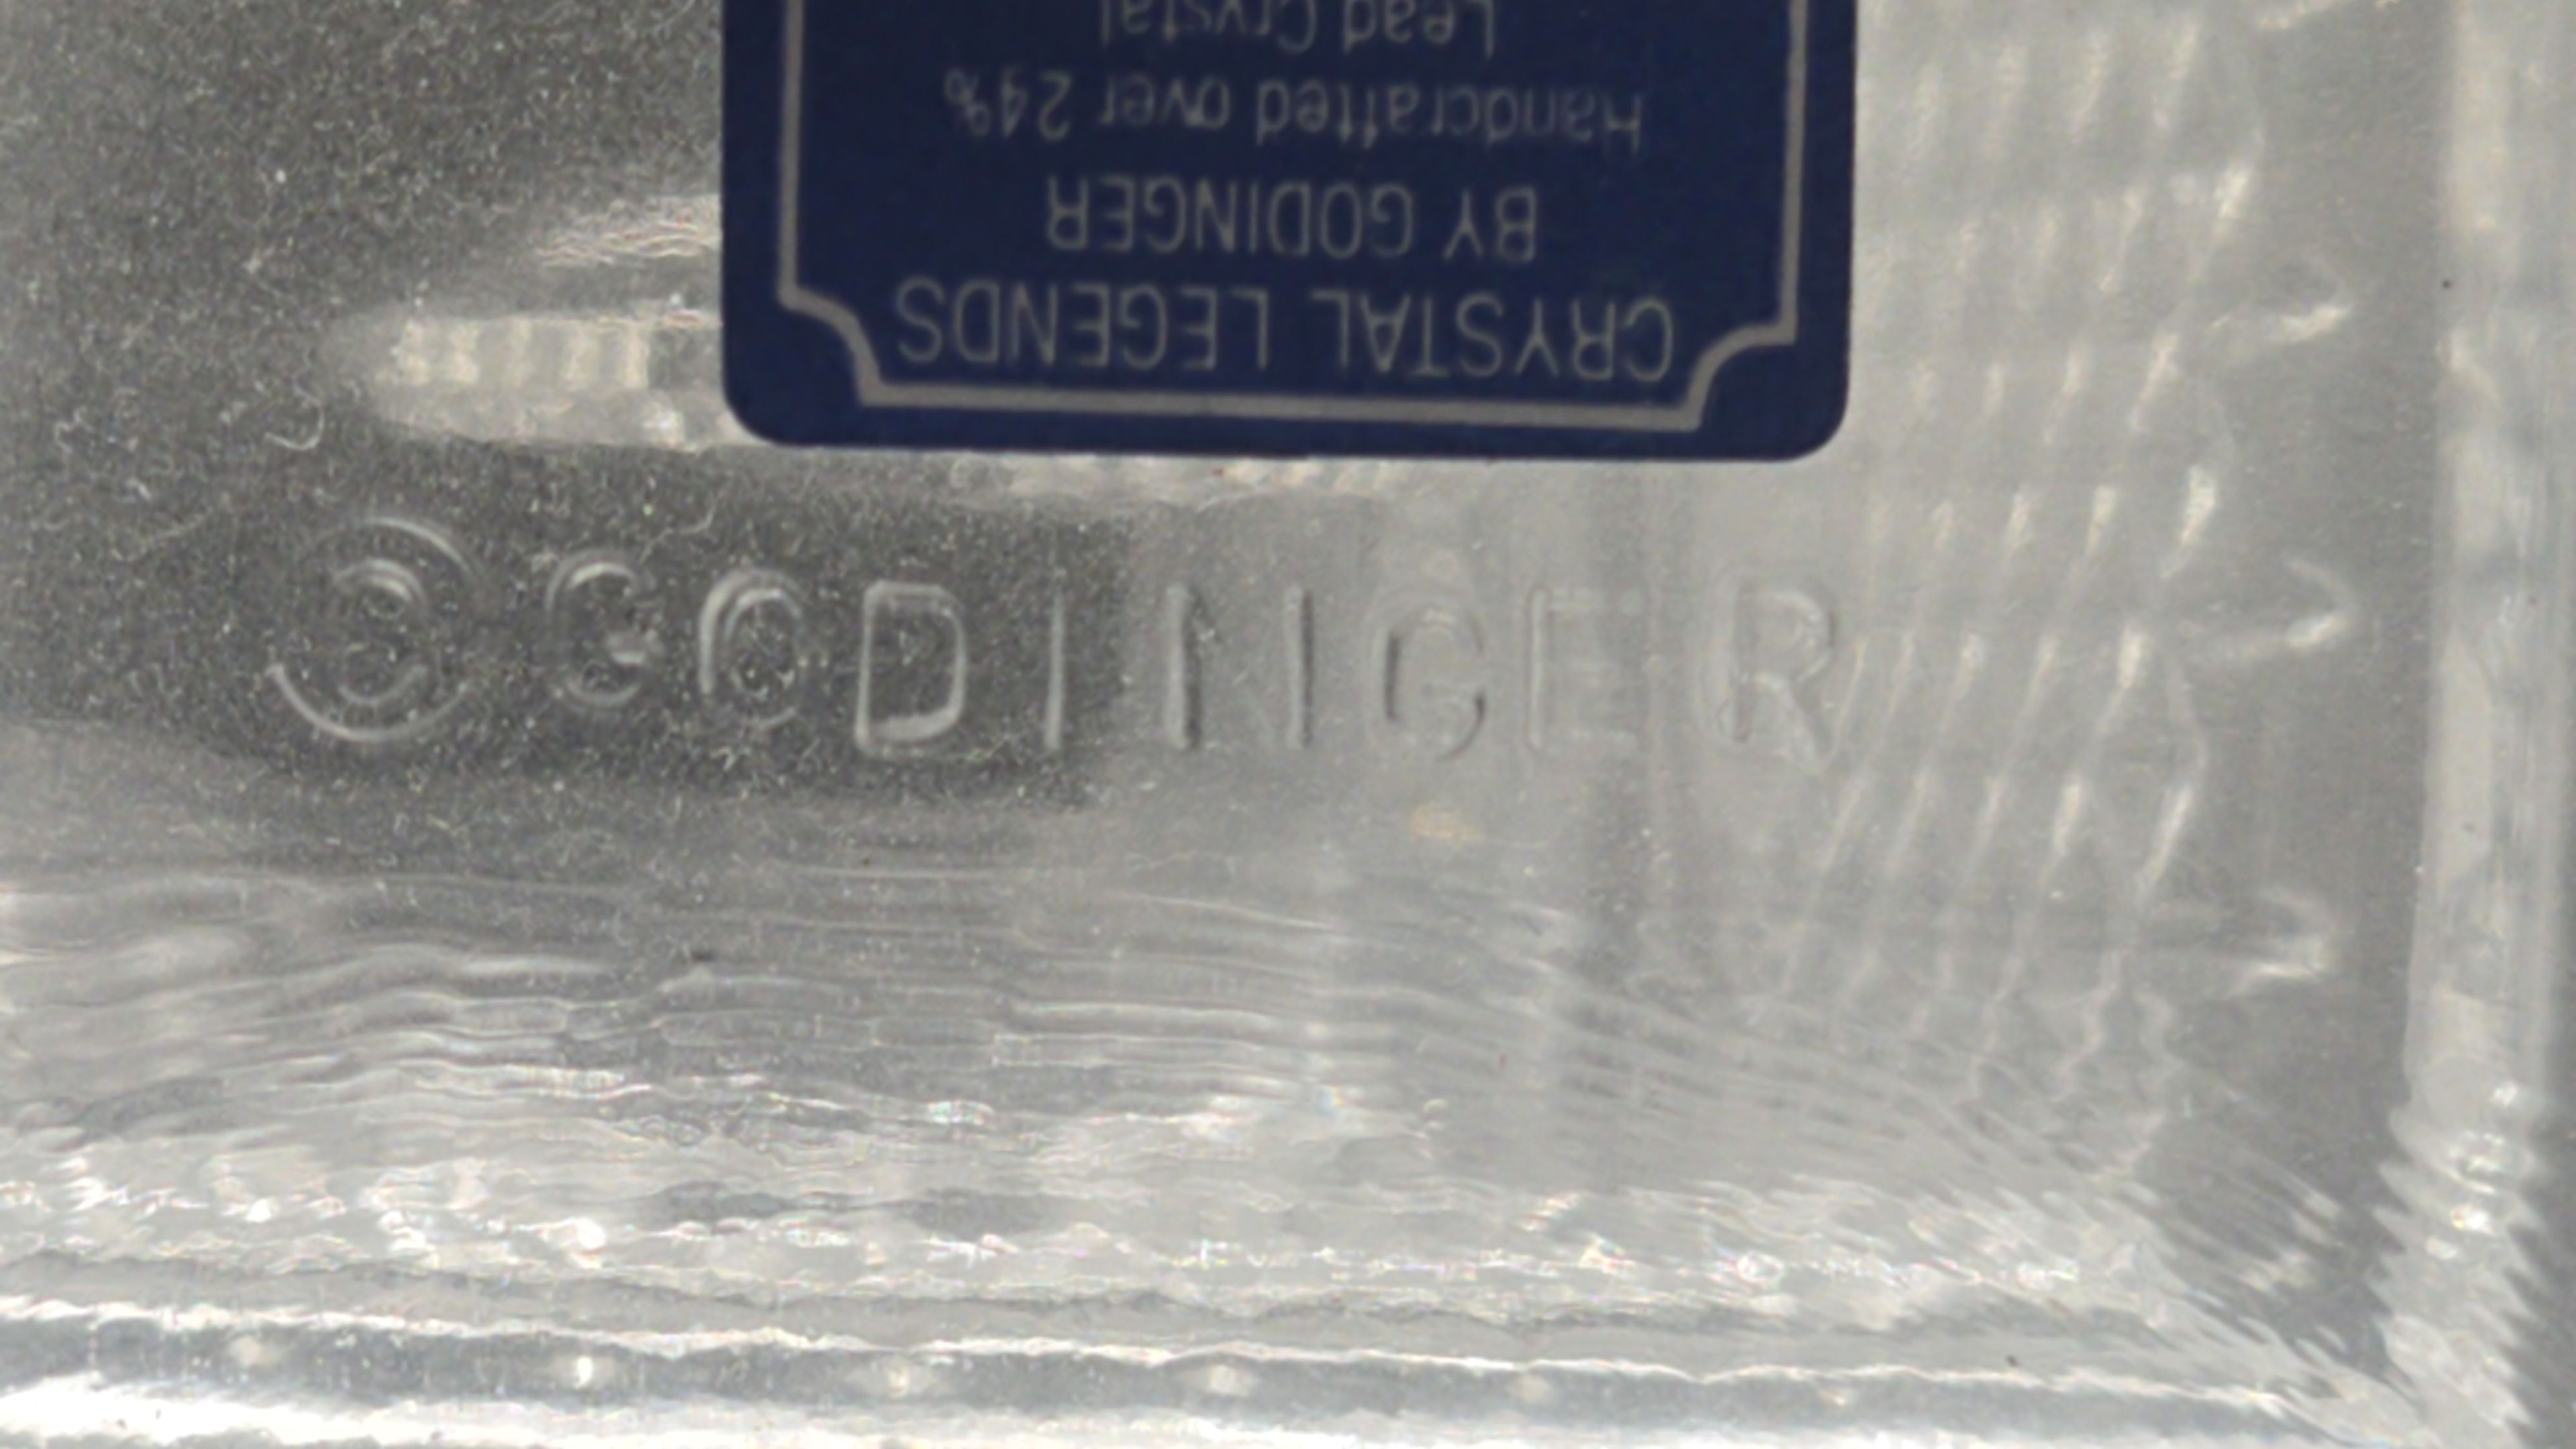 CRYSTAL LEGENDS
BY GODINGER
Handcrafted over 24%
Lead Crystal
© GODINGER